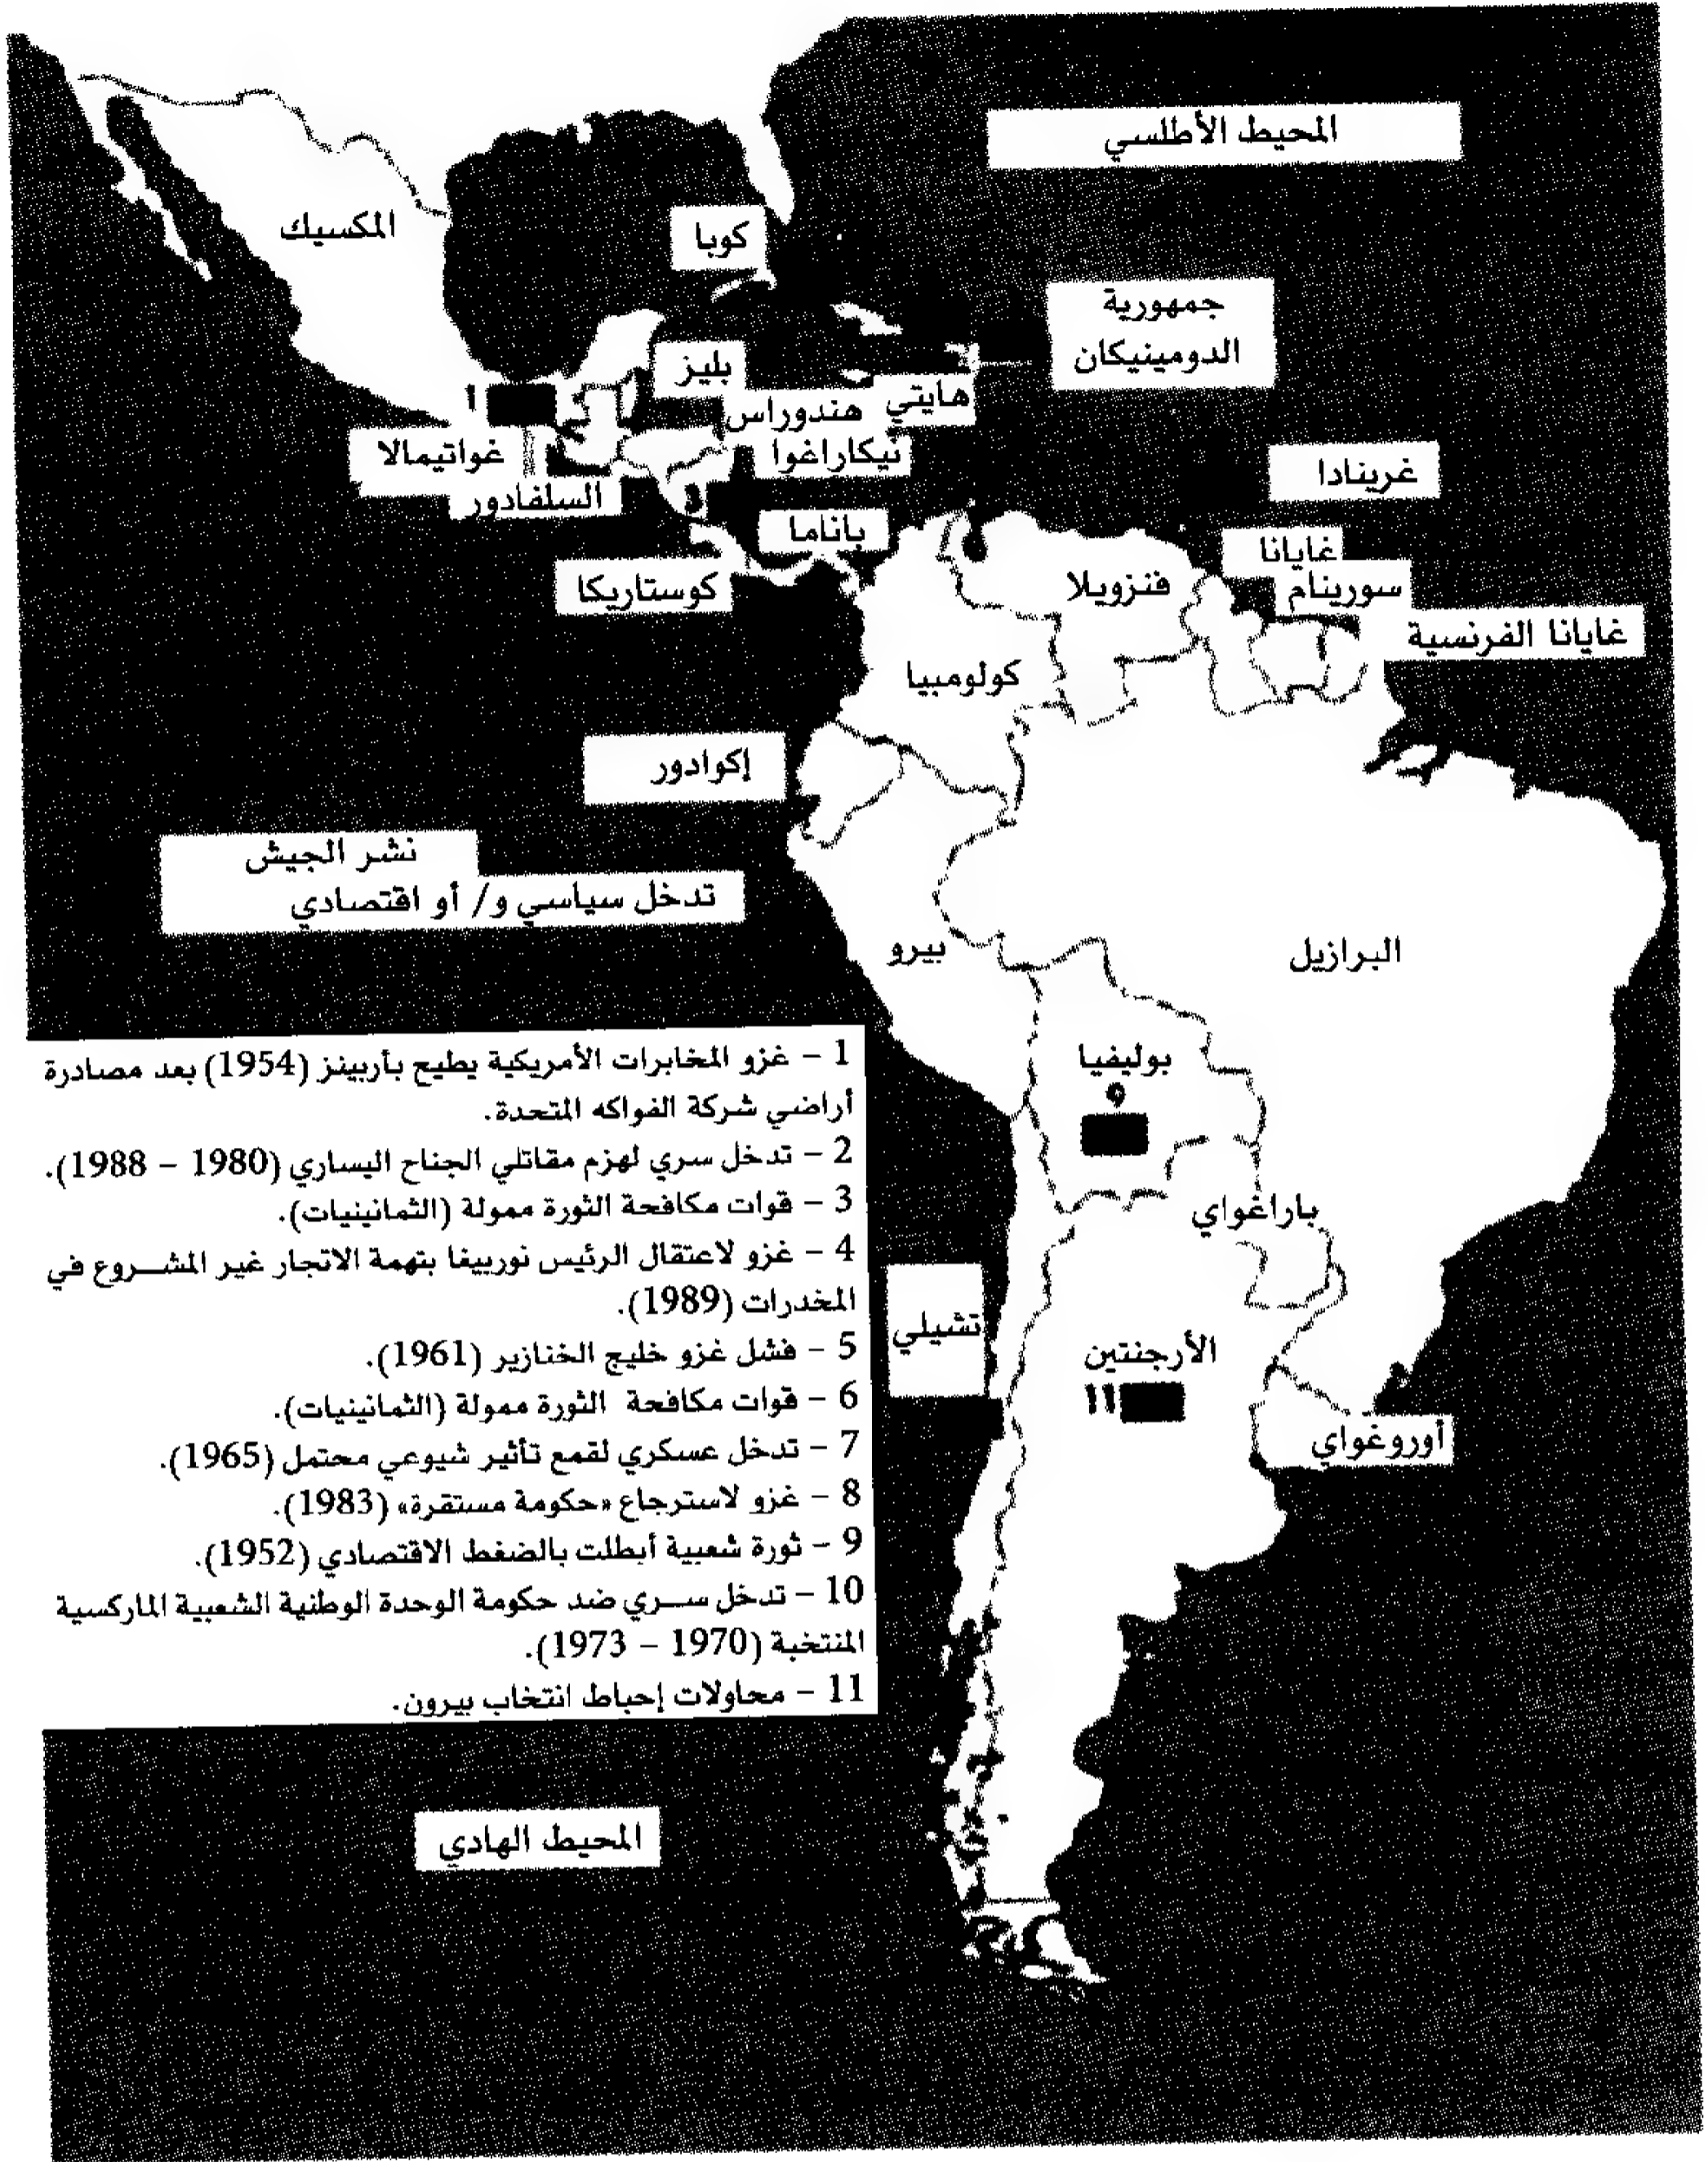 المحيط الأطلسي
المكسيك
كوبا
جمهورية
الدومينيكان
بليز
هايتي
هندوراس
1
غواتيمالا
نيكاراغوا
السلفادور
3
غرينادا
باناما
غايانا
كوستاريكا
فنزويلا
سورينام
غايانا الفرنسية
كولومبيا
إكوادور
نشر الجيش
تدخل سياسي و/ أو اقتصادي
بيرو
البرازيل
بوليفيا
9
باراغواي
تشيلي
الأرجنتين
11
أوروغواي
1 – غزو المخابرات الأمريكية يطيح بأربينز (1954) بعد مصادرة
أراضي شركة الفواكه المتحدة.
2 – تدخل سري لهزم مقاتلي الجناح اليساري (1980 – 1988).
3 – قوات مكافحة الثورة ممولة (الثمانينيات).
4 – غزو لاعتقال الرئيس نورييغا بتهمة الاتجار غير المشروع في
المخدرات (1989).
5 – فشل غزو خليج الخنازير (1961).
6 – قوات مكافحة الثورة ممولة (الثمانينيات).
7 – تدخل عسكري لقمع تأثير شيوعي محتمل (1965).
8 – غزو لاسترجاع «حكومة مستقرة» (1983).
9 – ثورة شعبية أبطلت بالضغط الاقتصادي (1952).
10 – تدخل سري ضد حكومة الوحدة الوطنية الشعبية الماركسية
المنتخبة (1970 – 1973).
11 – محاولات إحباط انتخاب بيرون.
المحيط الهادي